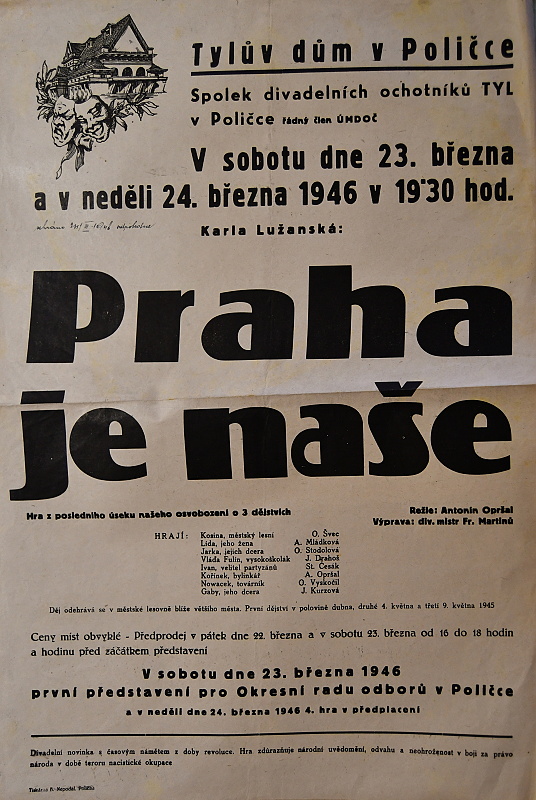 Tylův dům v Poličce
Spolek divadelních ochotníků TYL
v Poličce řádný člen ÚMDOČ
V sobotu dne 23. března
a v neděli 24. března 1946 v 19˙30 hod.
Karla Lužanská:
Praha
je naše
Hra z posledního úseku našeho osvobození o 3 dějstvích
Režie: Antonín Opršal
Výprava: div. mistr Fr. Martinů
HRAJÍ:
Kosina, městský lesní O. Švec
Lída, jeho žena A. Mládková
Jarka, jejich dcera O. Stodolová
Vláďa Fulín, vysokoškolák J. Drahoš
Ivan, velitel partyzánů St. Česák
Kořínek, bylinkář A. Opršal
Nowacek, továrník O. Vyskočil
Gaby, jeho dcera J. Kurzová
Děj odehrává se v městské lesovně blíže většího města. První dějství v polovině dubna, druhé 4. května a třetí 9. května 1945
Ceny míst obvyklé - Předprodej v pátek dne 22. března a v sobotu 23. března od 16 do 18 hodin
a hodinu před začátkem představení
V sobotu dne 23. března 1946
první představení pro Okresní radu odborů v Poličce
a v neděli dne 24. března 1946 4. hra v předplacení
Divadelní novinka s časovým námětem z doby revoluce. Hra zdůrazňuje národní uvědomění, odvahu a neohroženost v boji za právo
národa v době teroru nacistické okupace
Tiskárna F. Nepodal, Polička